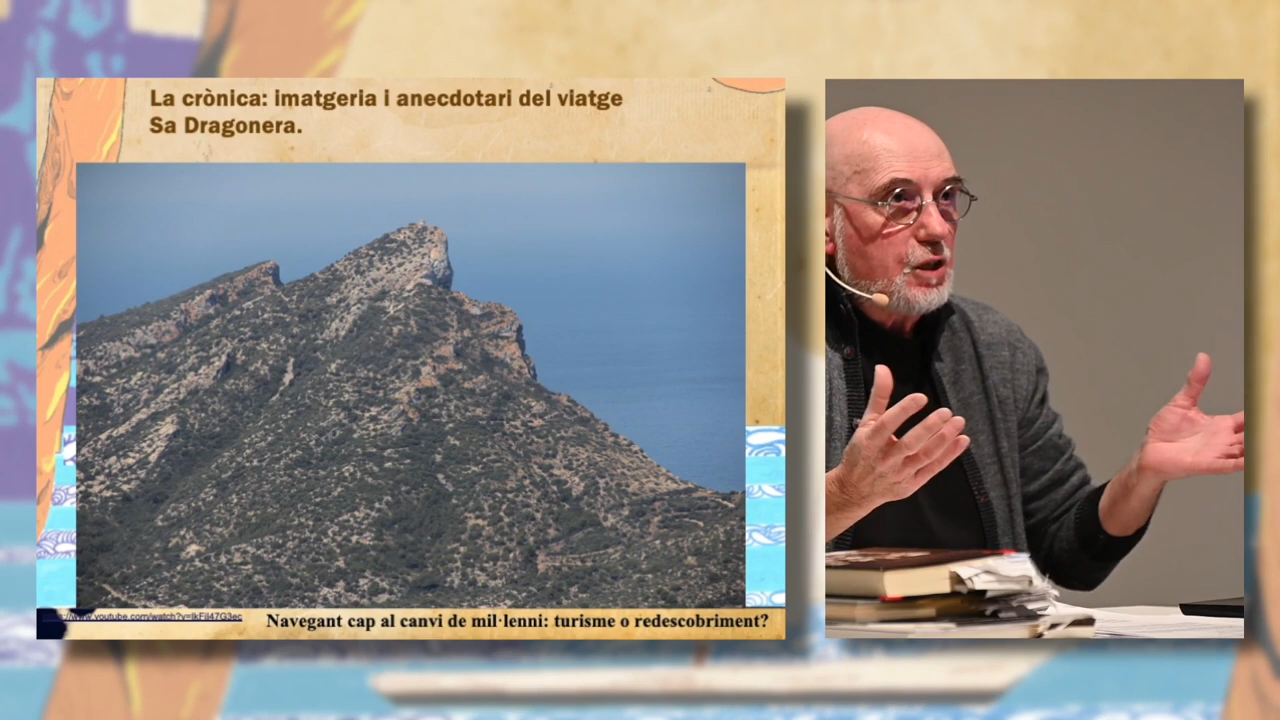 La crònica: imatgeria i anecdotari del viatge
Sa Dragonera.
Navegant cap al canvi de mil·lenni: turisme o redescobriment?